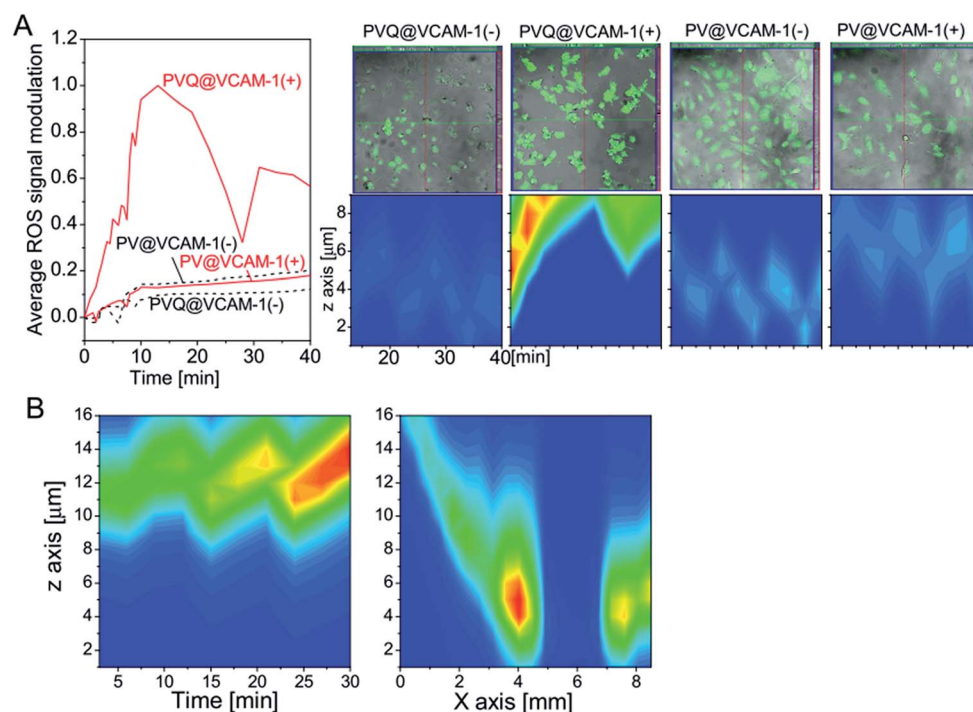 A
Average ROS signal modulation
1.2
1.0
0.8
0.6
0.4
0.2
0.0
PVQ@VCAM-1(+)
PV@VCAM-1(-)
PV@VCAM-1(+)
PVQ@VCAM-1(-)
0 10 20 30 40
Time [min]
PVQ@VCAM-1(-) PVQ@VCAM-1(+) PV@VCAM-1(-) PV@VCAM-1(+)
z axis [μm]
8
6
4
2
20 30 40[min]
B
z axis [μm]
16
14
12
10
8
6
4
2
5 10 15 20 25 30
Time [min]
16
14
12
10
8
6
4
2
0 2 4 6 8
X axis [mm]